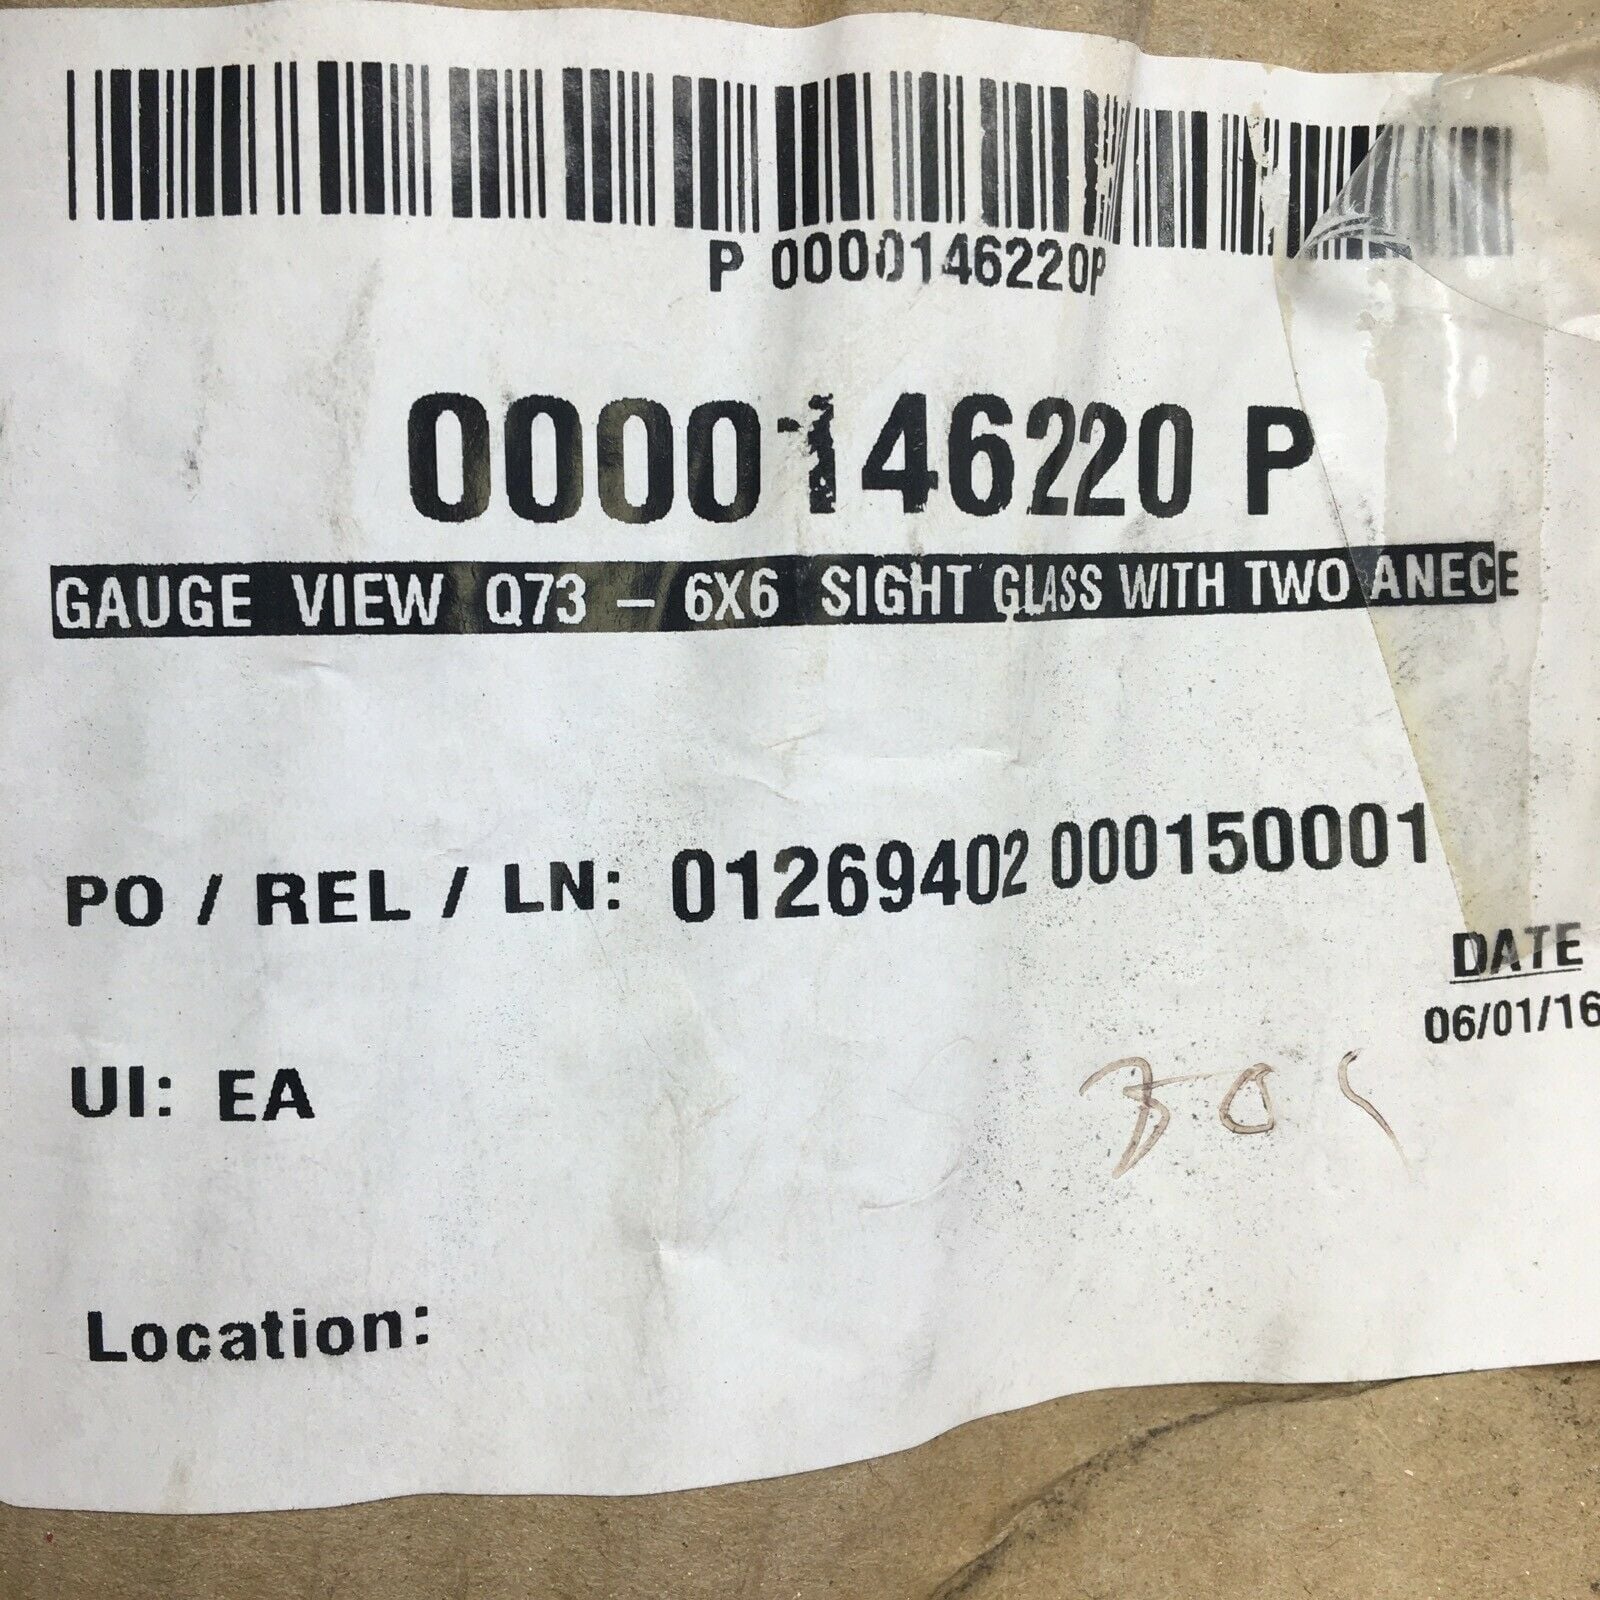 P 0000146220P
0000146220 P
GAUGE VIEW Q73 - 6X6 SIGHT GLASS WITH TWO ANECE
PO / REL / LN: 01269402 000150001
DATE
06/01/16
UI: EA
Location: